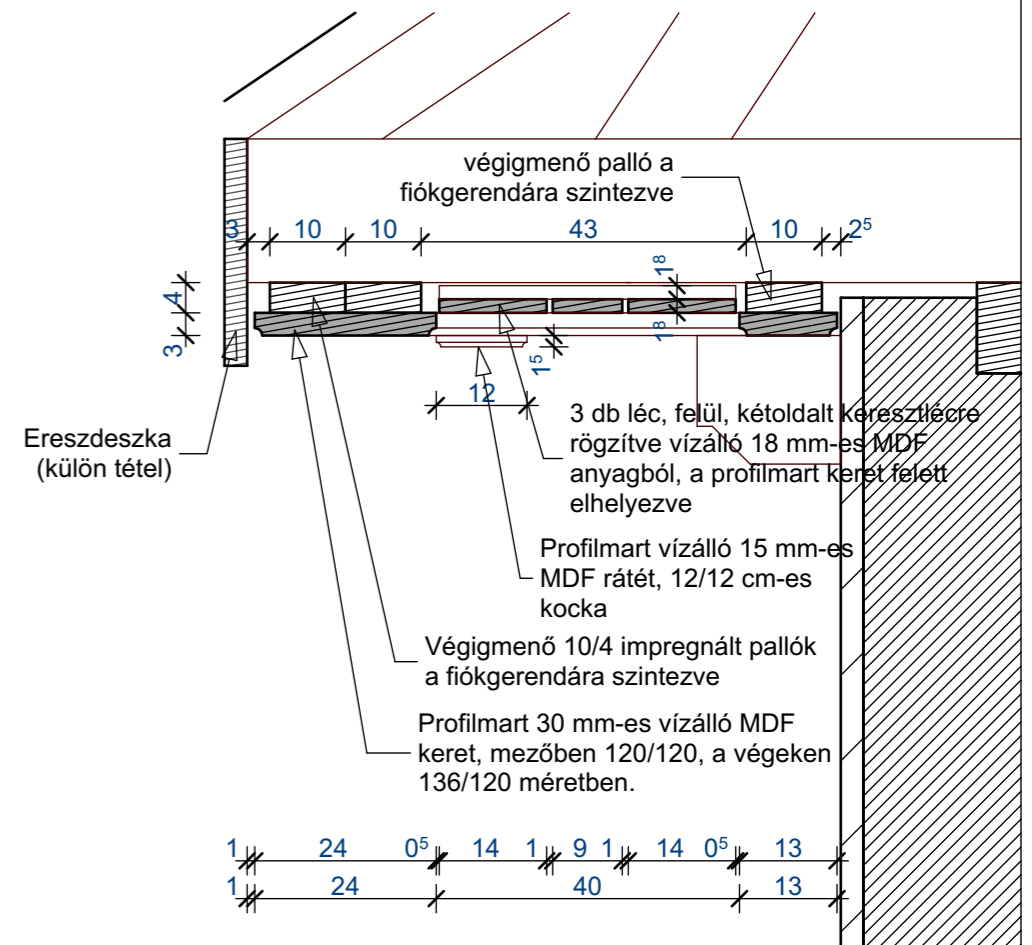 végigmenő palló a
fiókgerendára szintezve
3 10 10 43 10 2⁵
4
3
1⁸
1⁸
1⁵
12
Ereszdeszka
(külön tétel)
3 db léc, felül, kétoldalt keresztlécre
rögzítve vízálló 18 mm-es MDF
anyagból, a profilmart keret felett
elhelyezve
Profilmart vízálló 15 mm-es
MDF rátét, 12/12 cm-es
kocka
Végigmenő 10/4 impregnált pallók
a fiókgerendára szintezve
Profilmart 30 mm-es vízálló MDF
keret, mezőben 120/120, a végeken
136/120 méretben.
1 24 0⁵ 14 1 9 1 14 0⁵ 13
1 24 40 13